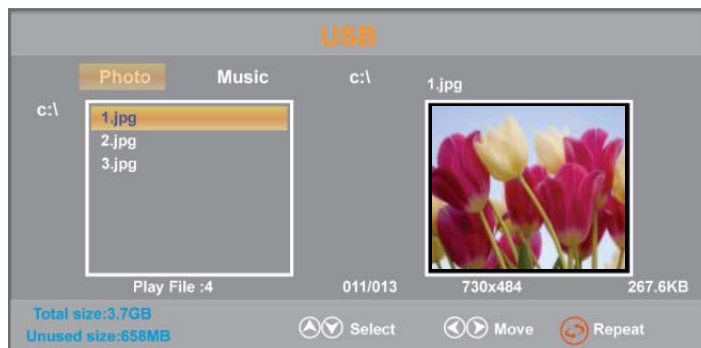 USB
Photo Music c:\ 1.jpg
c:\
1.jpg
2.jpg
3.jpg
Play File :4 011/013 730x484 267.6KB
Total size:3.7GB
Unused size:658MB
Select Move Repeat